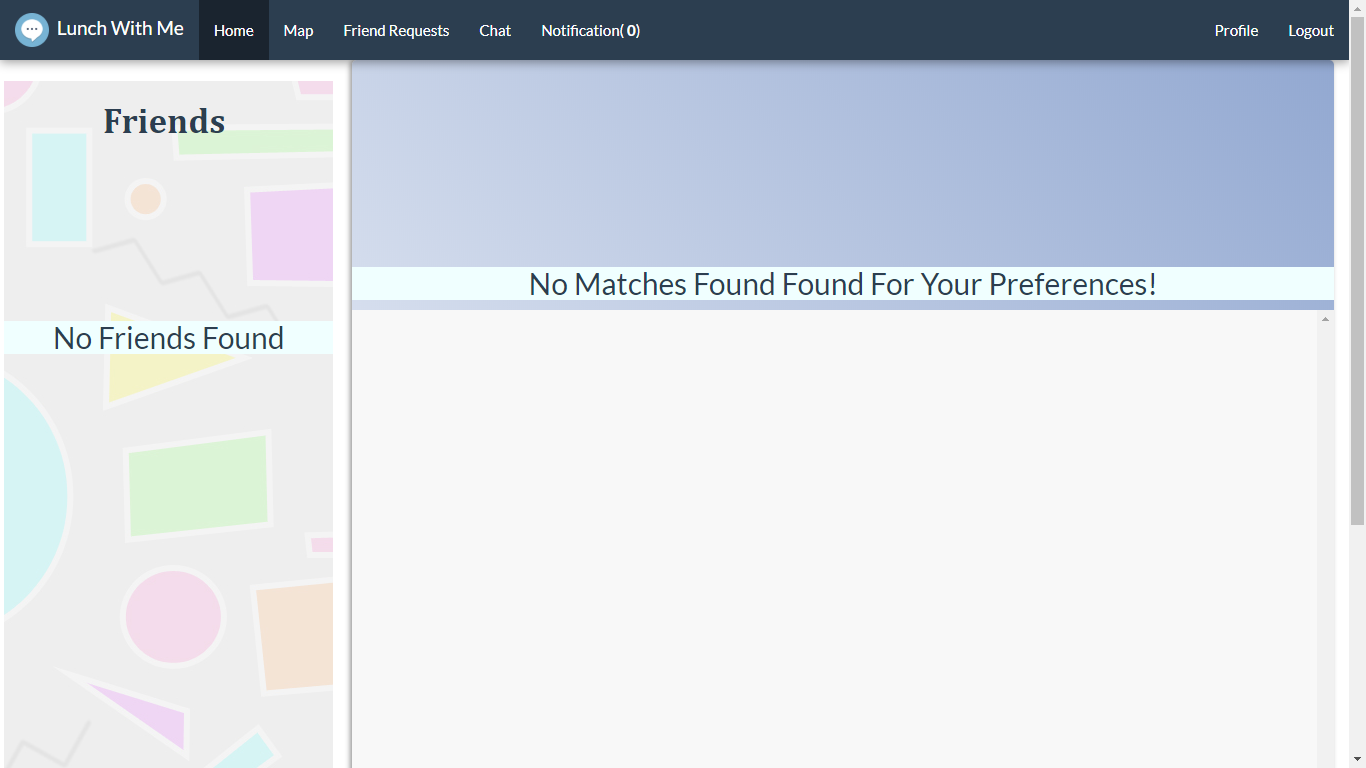 Lunch With Me Home Map Friend Requests Chat Notification( 0) Profile Logout
Friends
No Friends Found
No Matches Found Found For Your Preferences!